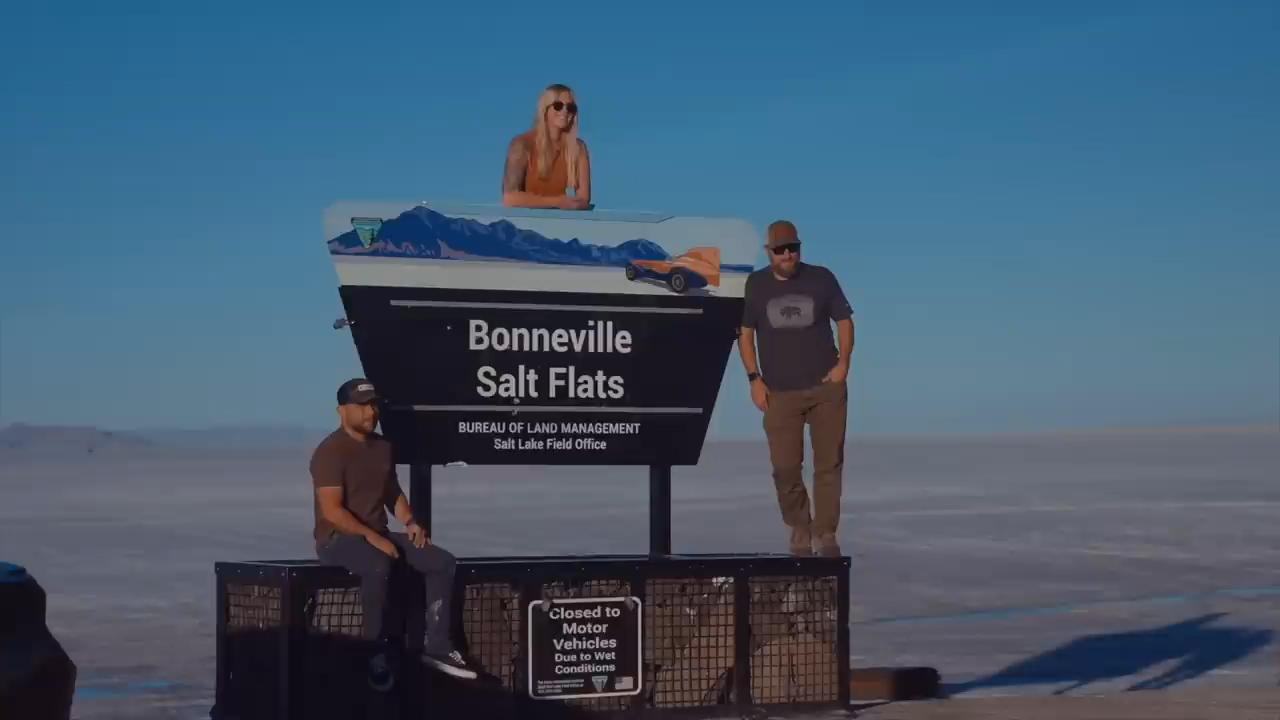 Bonneville
Salt Flats
BUREAU OF LAND MANAGEMENT
Salt Lake Field Office
Closed to
Motor
Vehicles
Due to Wet
Conditions